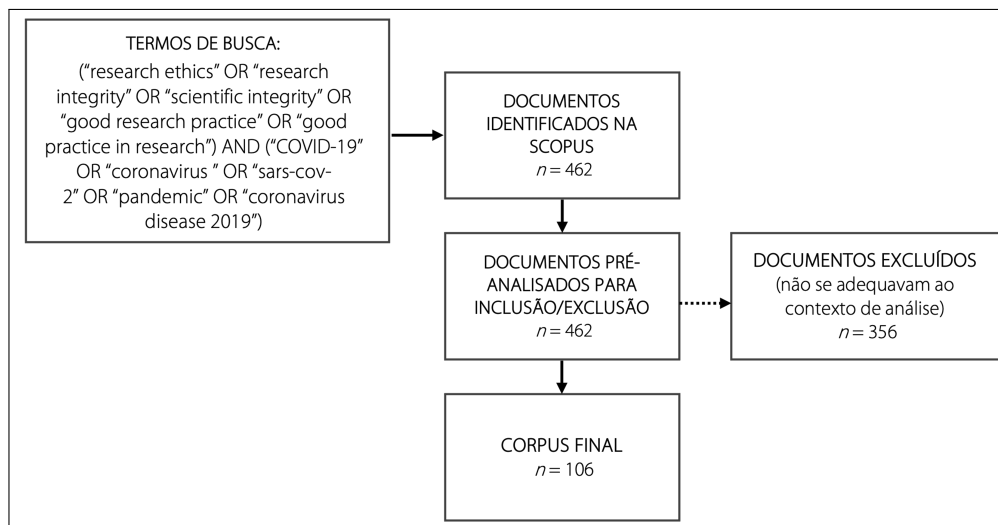 TERMOS DE BUSCA:
(“research ethics” OR “research
integrity” OR “scientific integrity” OR
“good research practice” OR “good
practice in research”) AND (“COVID-19”
OR “coronavirus ” OR “sars-cov-
2” OR “pandemic” OR “coronavirus
disease 2019”)
DOCUMENTOS
IDENTIFICADOS NA
SCOPUS
n = 462
DOCUMENTOS PRÉ-
ANALISADOS PARA
INCLUSÃO/EXCLUSÃO
n = 462
DOCUMENTOS EXCLUÍDOS
(não se adequavam ao
contexto de análise)
n = 356
CORPUS FINAL
n = 106